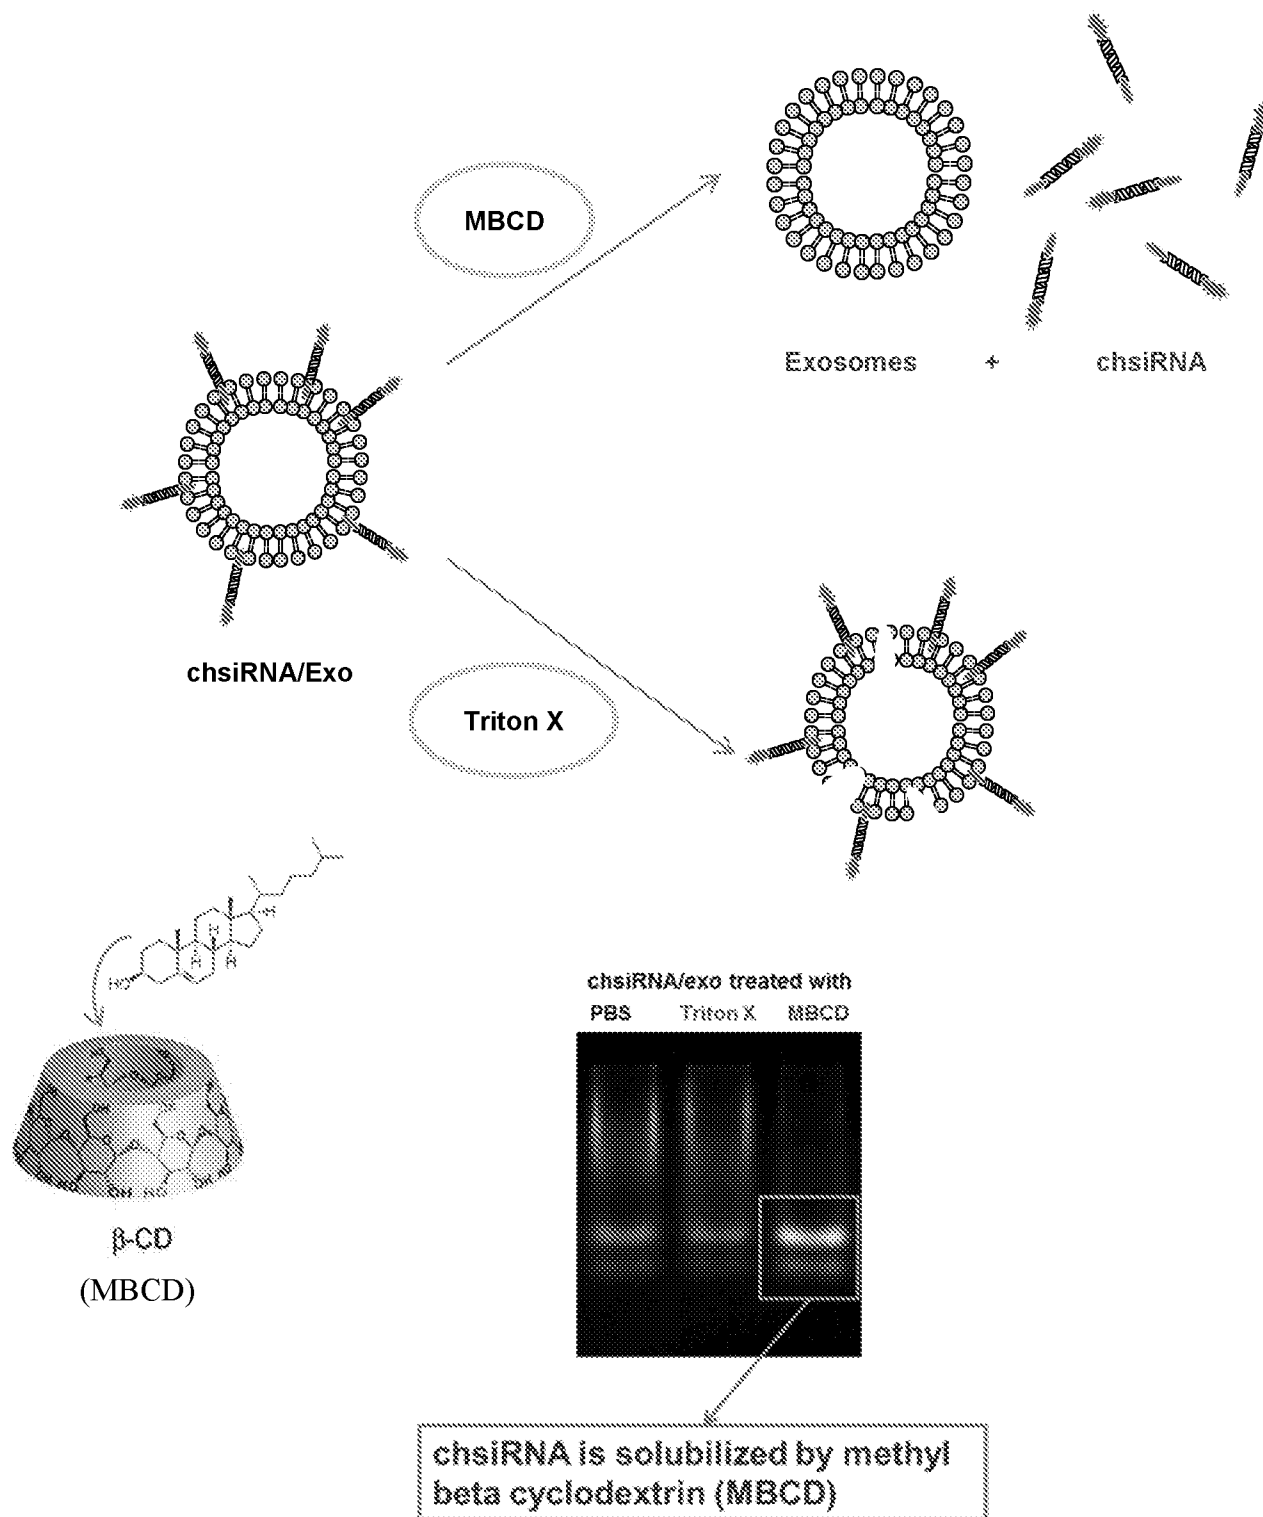 MBCD
Exosomes + chsiRNA
chsiRNA/Exo
Triton X
HO
H
H
H
H
chsiRNA/exo treated with
PBS Triton X MBCD
β-CD
(MBCD)
chsiRNA is solubilized by methyl
beta cyclodextrin (MBCD)